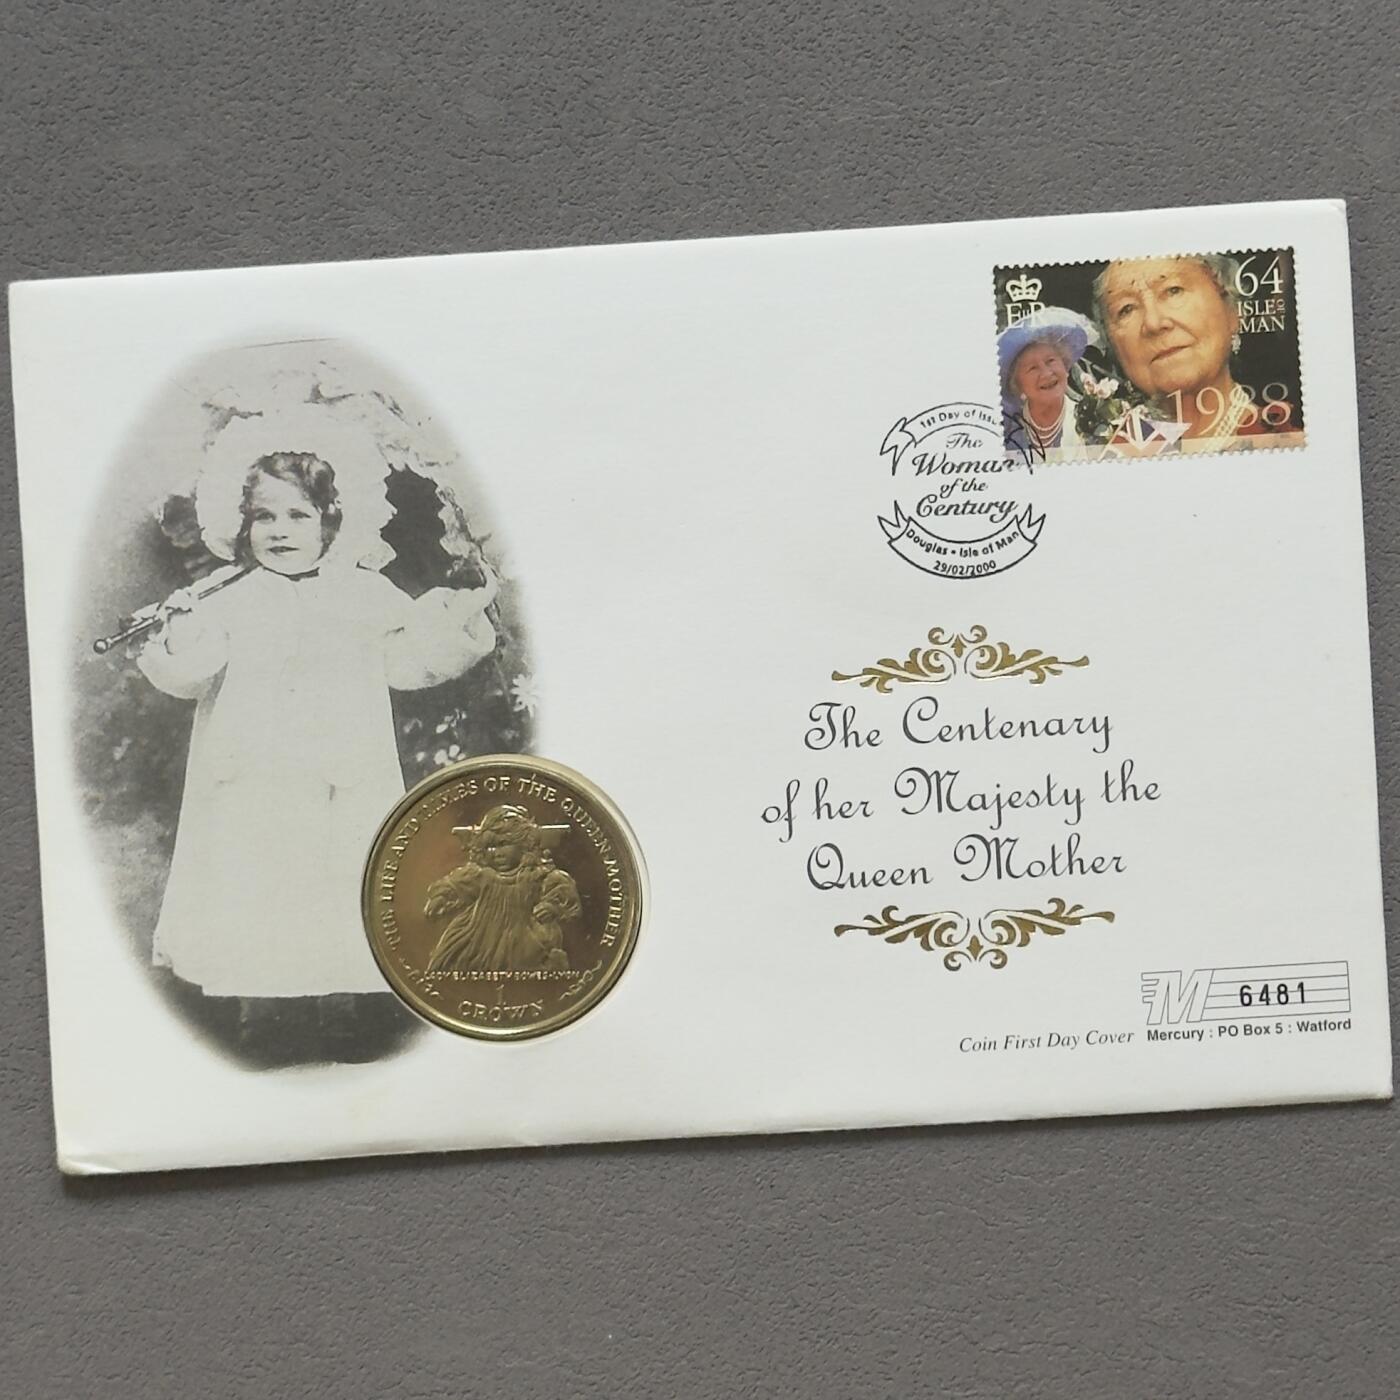 64
ISLE OF
MAN
EIIR
1988
1st Day of Issu
The
Woman
of the
Century
Douglas • Isle of Man
29/02/2000
The Centenary
of her Majesty the
Queen Mother
THE LIFE AND TIMES OF THE QUEEN MOTHER
LADY ELIZABETH BOWES-LYON
1
CROWN
M 6481
Coin First Day Cover
Mercury : PO Box 5 : Watford